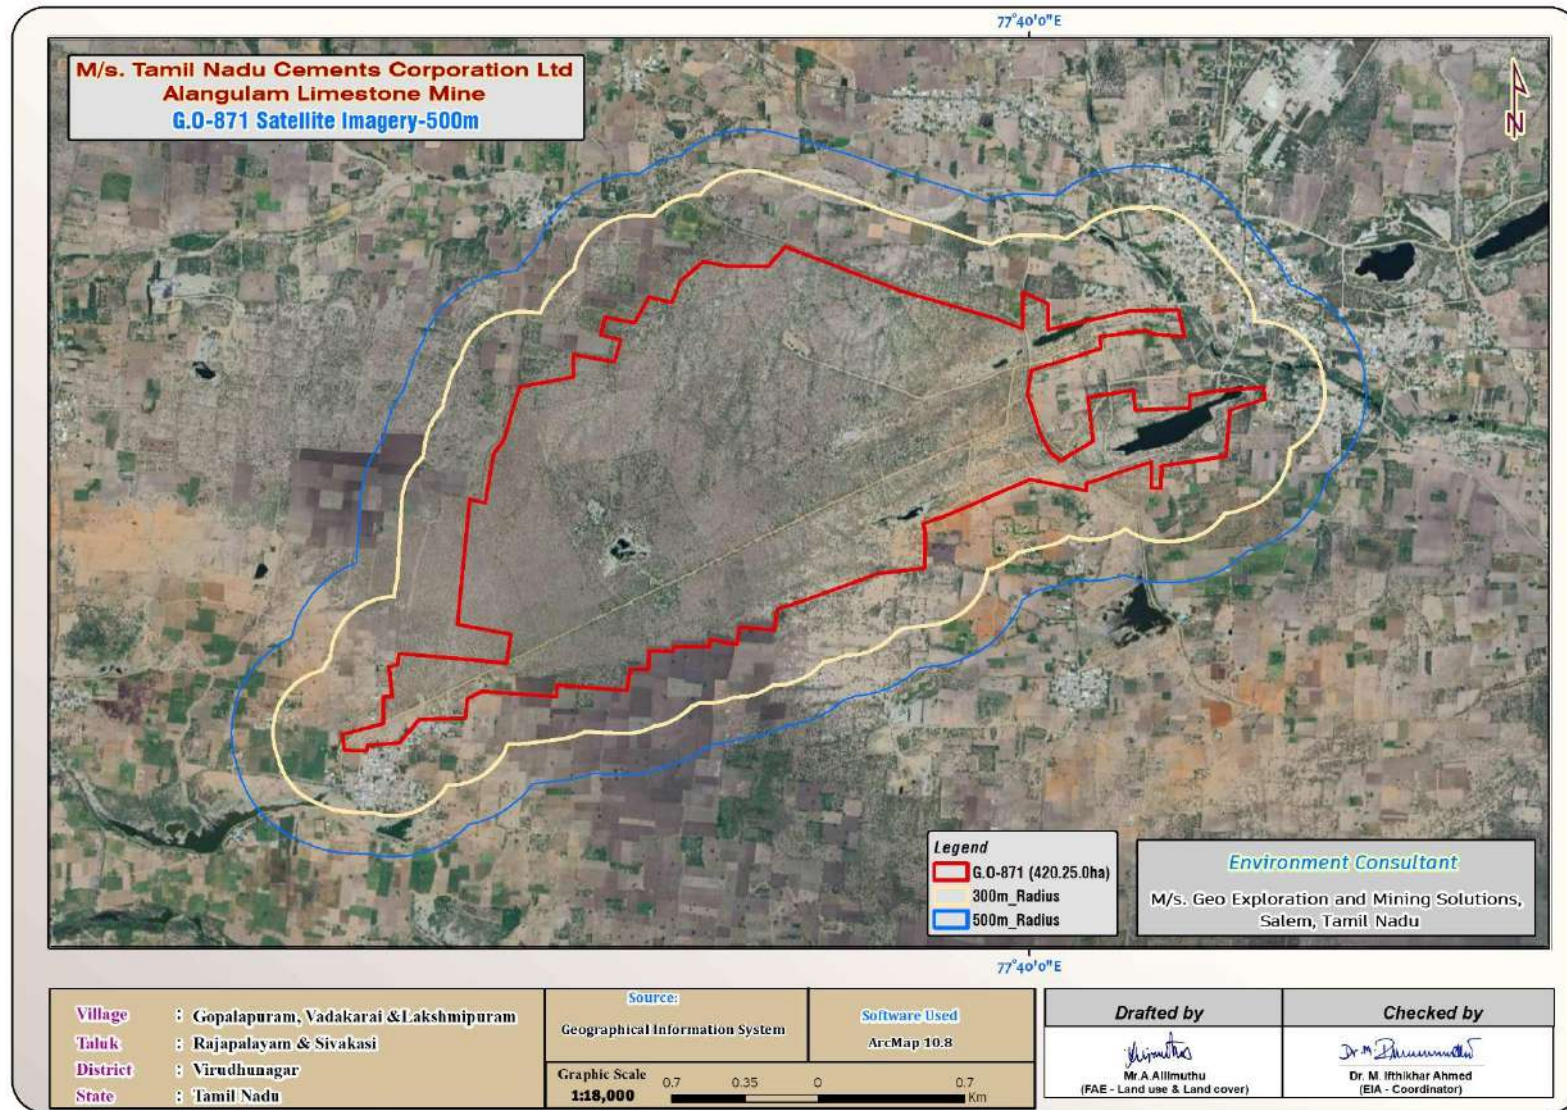 77°40'0"E
M/s. Tamil Nadu Cements Corporation Ltd
Alangulam Limestone Mine
G.O-871 Satellite Imagery-500m
N
Legend
G.O-871 (420.25.0ha)
300m_Radius
500m_Radius
Environment Consultant
M/s. Geo Exploration and Mining Solutions,
Salem, Tamil Nadu
77°40'0"E
Village : Gopalapuram, Vadakarai &Lakshmipuram
Taluk : Rajapalayam & Sivakasi
District : Virudhunagar
State : Tamil Nadu
Source:
Geographical Information System
Software Used
ArcMap 10.8
Graphic Scale
1:18,000
0.7 0.35 0 0.7
Km
Drafted by
Mr.A.Allimuthu
(FAE - Land use & Land cover)
Checked by
Dr. M. Ifthikhar Ahmed
(EIA - Coordinator)